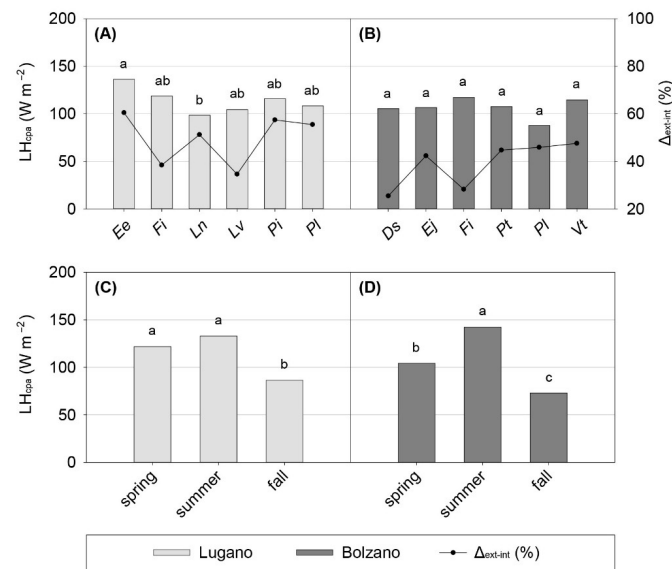 (A) (B)
200 100
150 80
100 60
50 40
0 20
LHcpa (W m⁻²)
Δext-int (%)
a ab b ab ab ab
a a a a a a
Ee Fi Ln Lv Pi Pl
Ds Ej Fi Pt Pl Vt
(C) (D)
200
150
100
50
0
LHcpa (W m⁻²)
a a b
b a c
spring summer fall
spring summer fall
Lugano Bolzano Δext-int (%)